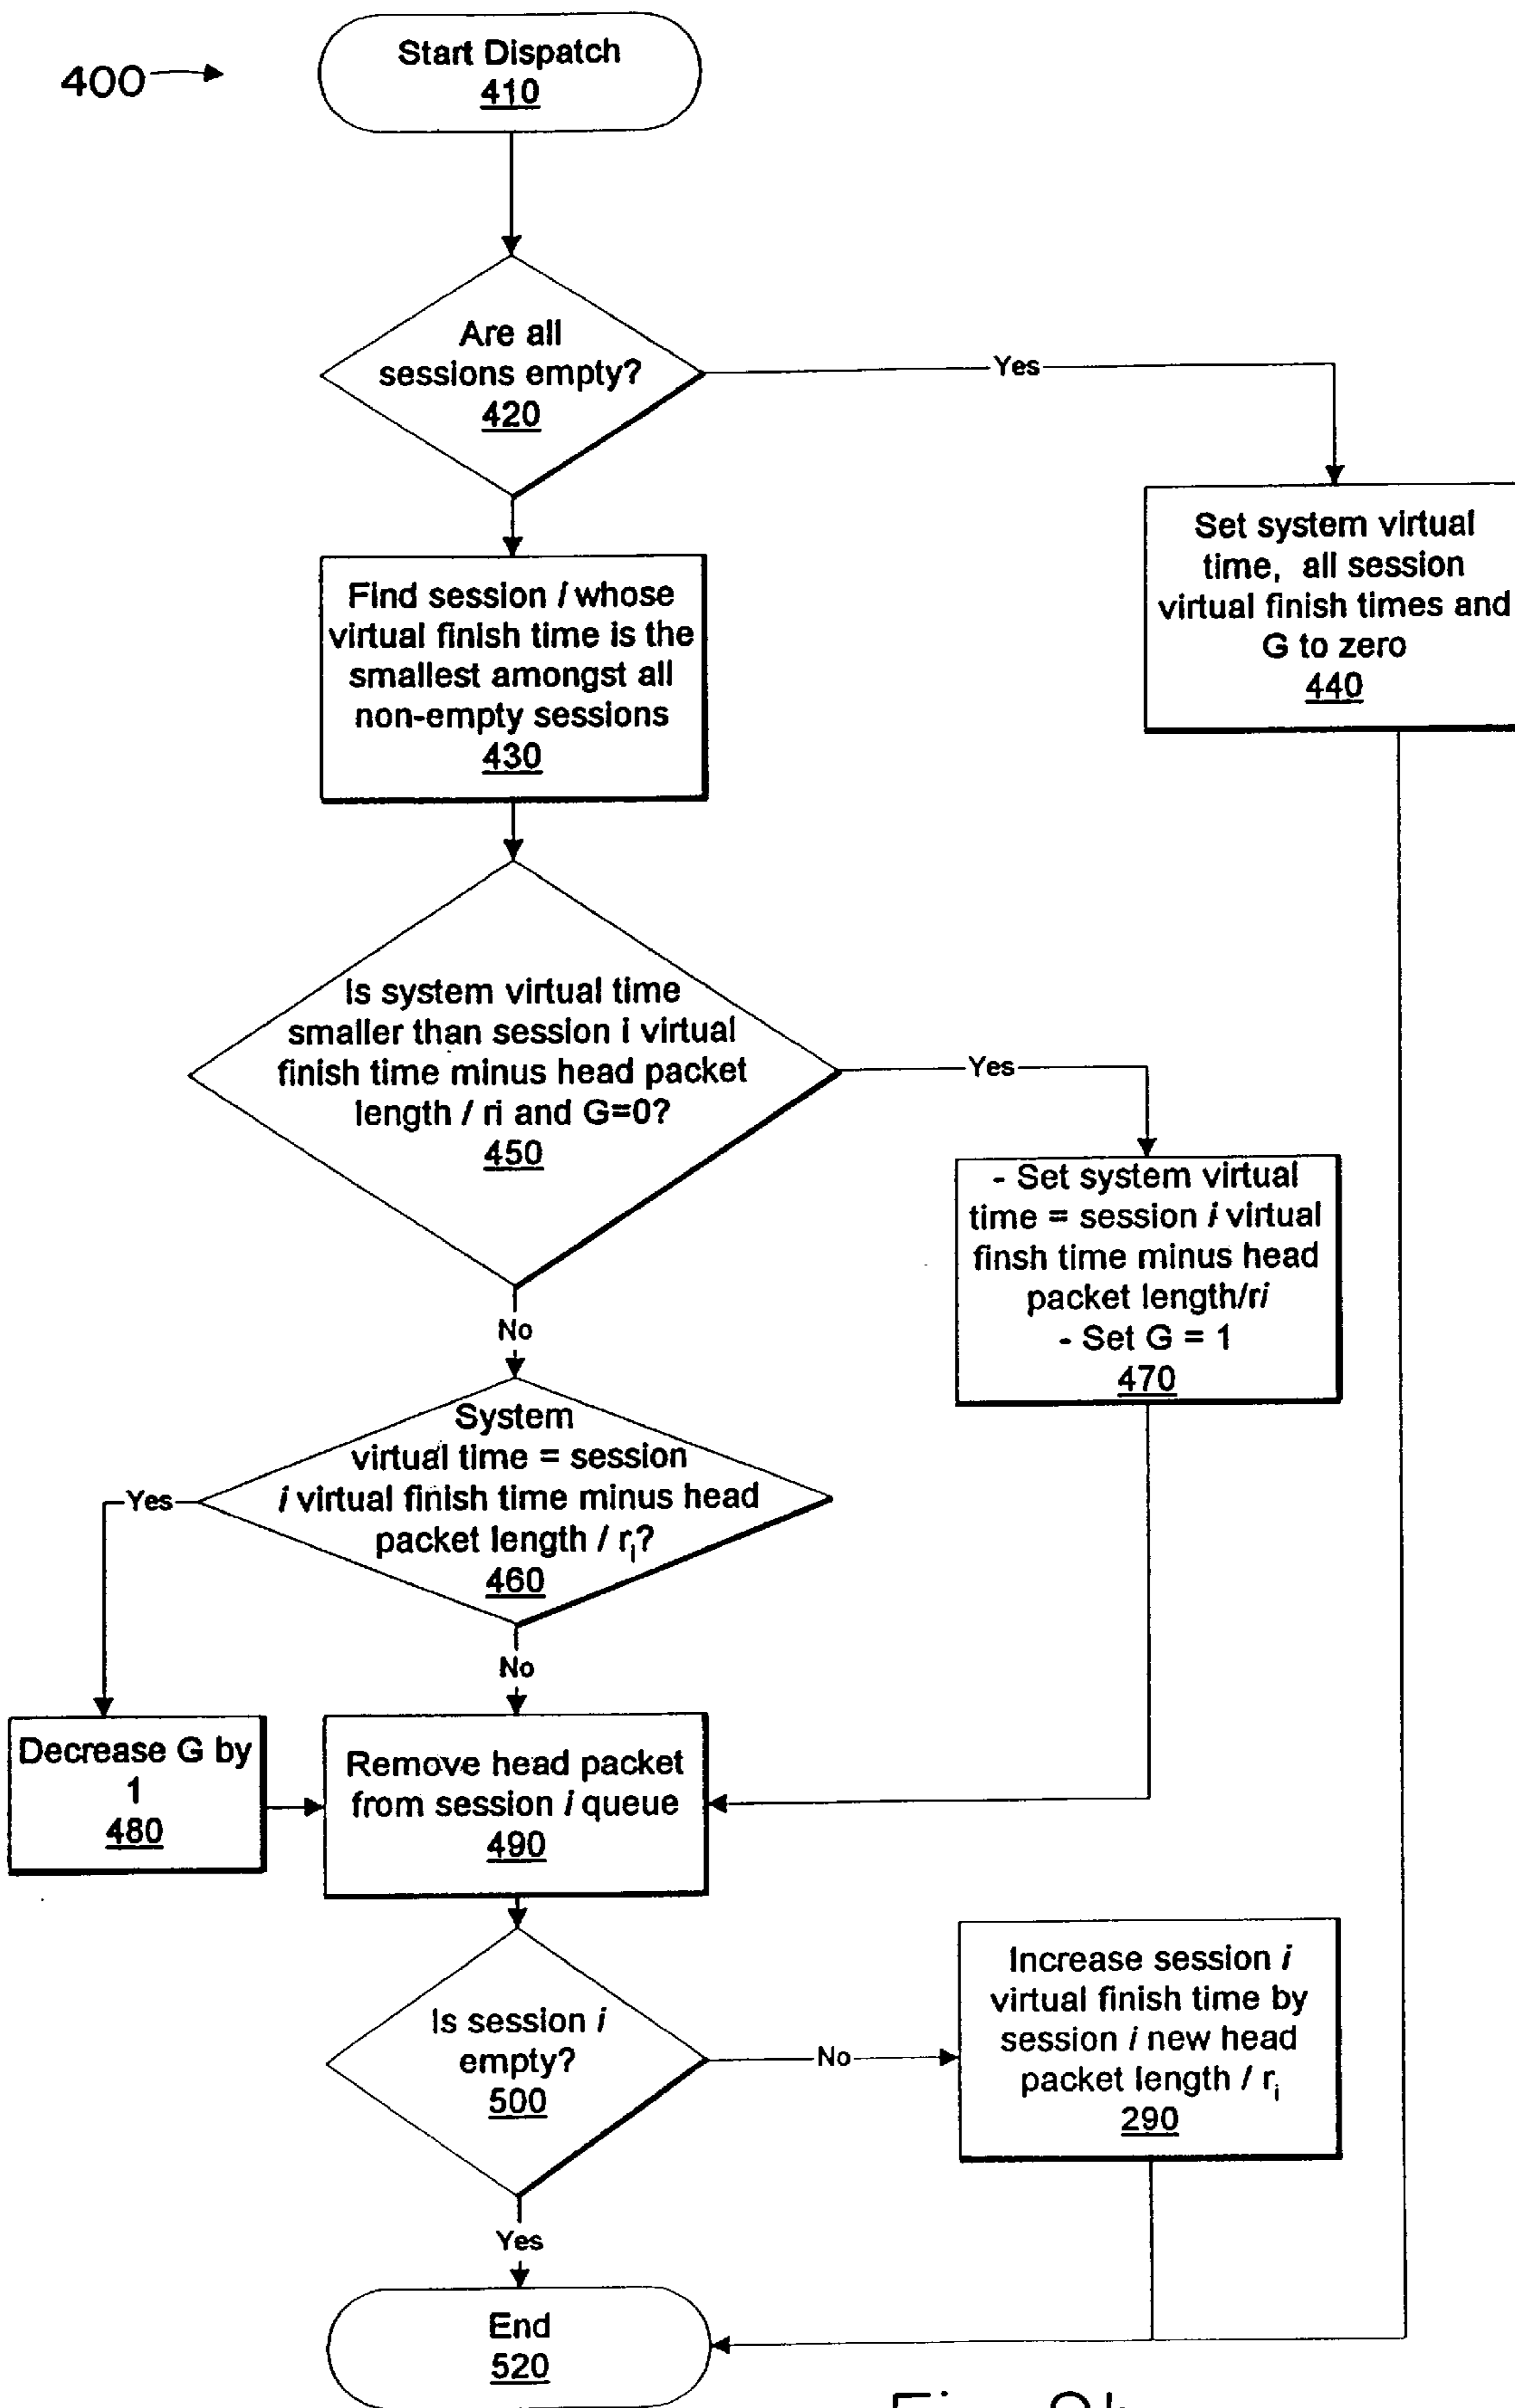 400
Start Dispatch
410
Are all
sessions empty?
420
Yes
Set system virtual
time, all session
virtual finish times and
G to zero
440
Find session i whose
virtual finish time is the
smallest amongst all
non-empty sessions
430
Is system virtual time
smaller than session i virtual
finish time minus head packet
length / ri and G=0?
450
Yes
- Set system virtual
time = session i virtual
finsh time minus head
packet length/ri
- Set G = 1
470
No
System
virtual time = session
i virtual finish time minus head
packet length / ri?
460
Yes
No
Decrease G by
1
480
Remove head packet
from session i queue
490
Is session i
empty?
500
No
Increase session i
virtual finish time by
session i new head
packet length / ri
290
Yes
End
520